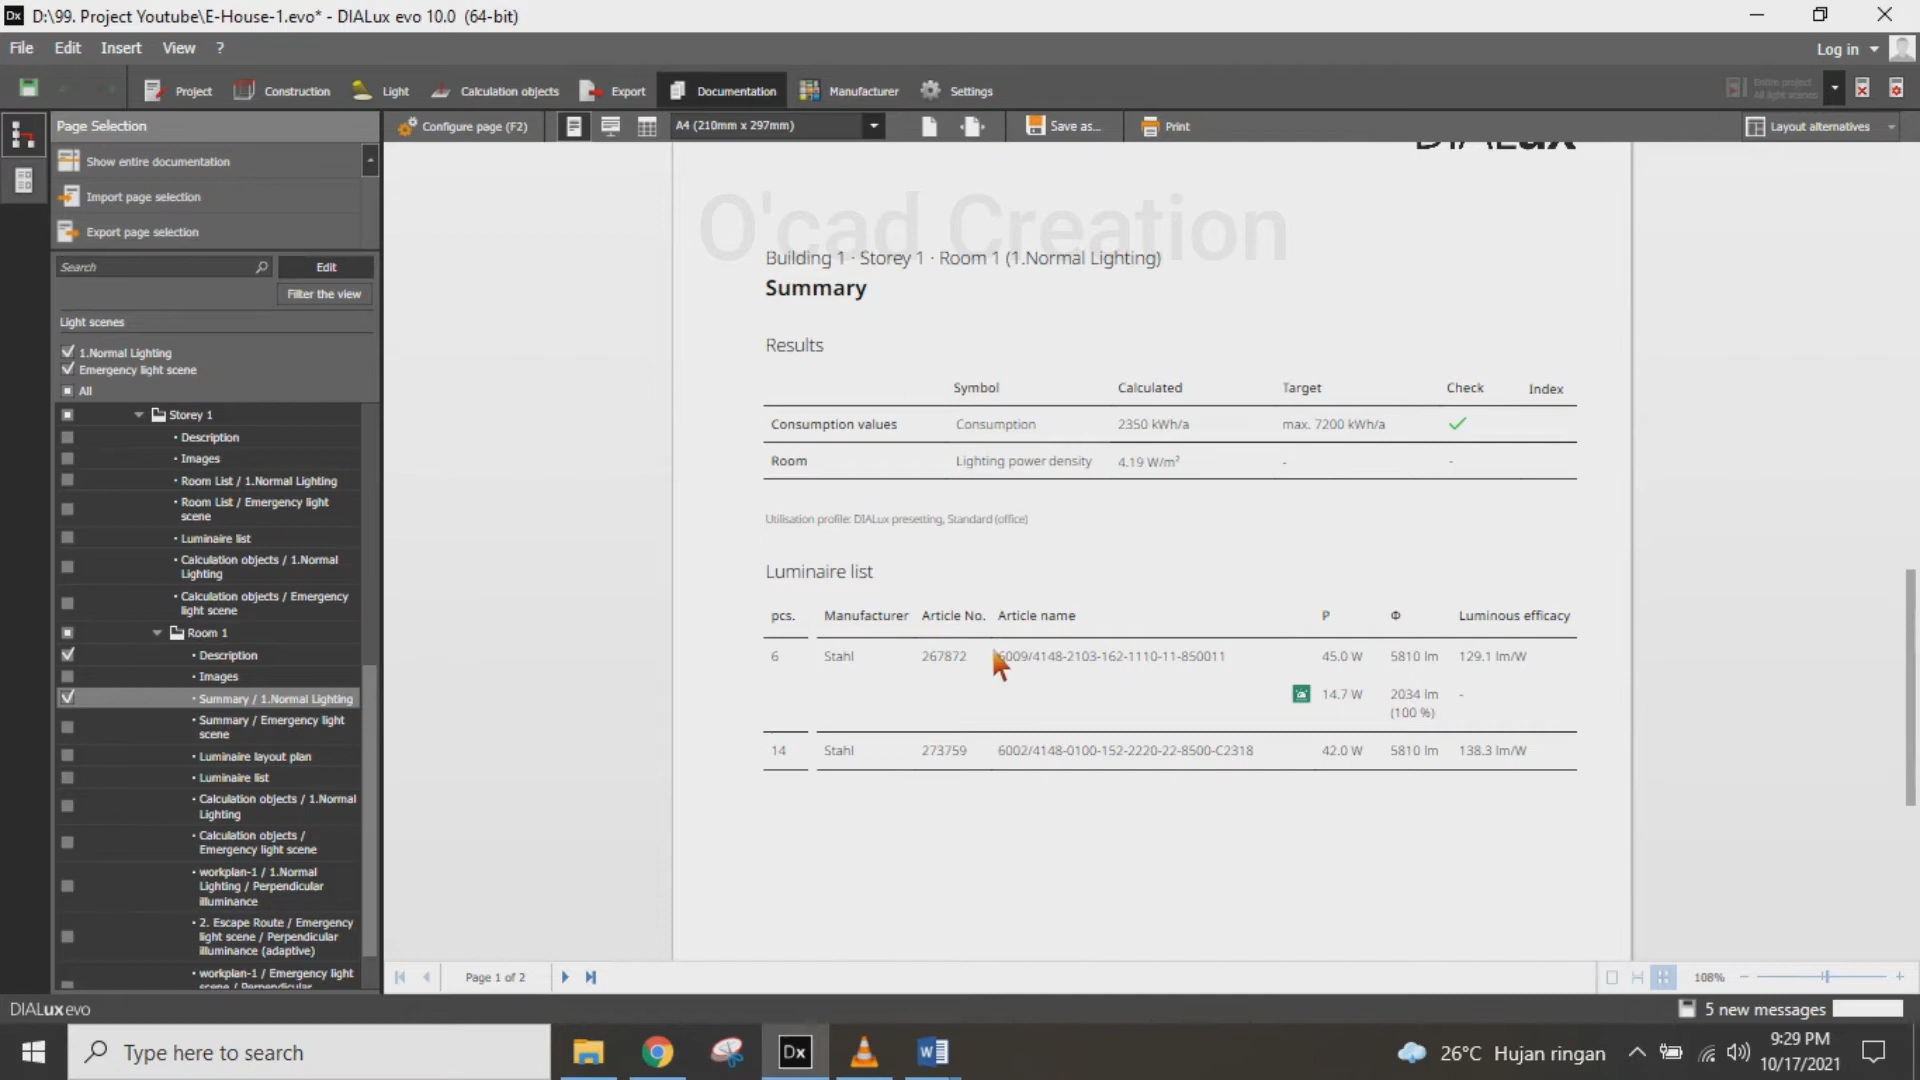 Dx D:\99. Project Youtube\E-House-1.evo* - DIALux evo 10.0 (64-bit)
File Edit Insert View ?
Log in
Project Construction Light Calculation objects Export Documentation Manufacturer Settings
Entire project
All light scenes
Page Selection
Configure page (F2)
A4 (210mm x 297mm)
Save as...
Print
Layout alternatives
Show entire documentation
Import page selection
Export page selection
Search
Edit
Filter the view
Light scenes
1.Normal Lighting
Emergency light scene
All
Storey 1
• Description
• Images
• Room List / 1.Normal Lighting
• Room List / Emergency light
scene
• Luminaire list
• Calculation objects / 1.Normal
Lighting
• Calculation objects / Emergency
light scene
Room 1
• Description
• Images
• Summary / 1.Normal Lighting
• Summary / Emergency light
scene
• Luminaire layout plan
• Luminaire list
• Calculation objects / 1.Normal
Lighting
• Calculation objects /
Emergency light scene
• workplan-1 / 1.Normal
Lighting / Perpendicular
illuminance
• 2. Escape Route / Emergency
light scene / Perpendicular
illuminance (adaptive)
• workplan-1 / Emergency light
scene / Perpendicular
DIALux
O'cad Creation
Building 1 · Storey 1 · Room 1 (1.Normal Lighting)
Summary
Results
Symbol Calculated Target Check Index
Consumption values Consumption 2350 kWh/a max. 7200 kWh/a
Room Lighting power density 4.19 W/m² - -
Utilisation profile: DIALux presetting, Standard (office)
Luminaire list
pcs. Manufacturer Article No. Article name P Φ Luminous efficacy
6 Stahl 267872 6009/4148-2103-162-1110-11-850011 45.0 W 5810 lm 129.1 lm/W
14.7 W 2034 lm -
(100 %)
14 Stahl 273759 6002/4148-0100-152-2220-22-8500-C2318 42.0 W 5810 lm 138.3 lm/W
Page 1 of 2
108%
DIALux evo
5 new messages
Type here to search
Dx
W
26°C Hujan ringan
9:29 PM
10/17/2021